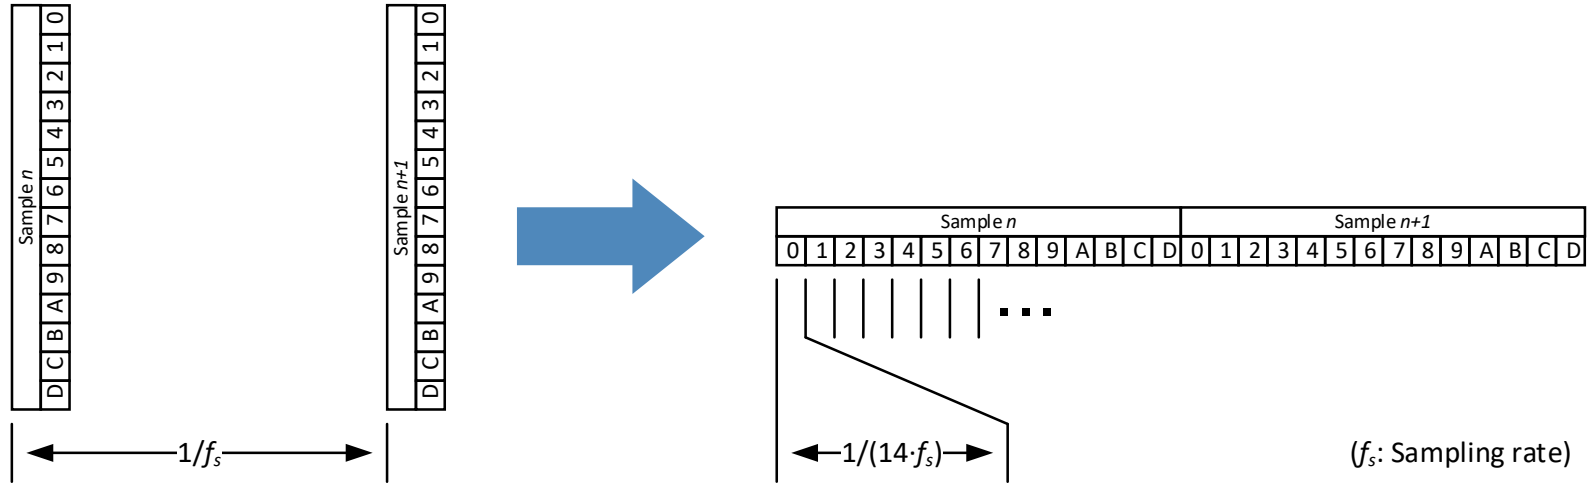 Sample n
0 1 2 3 4 5 6 7 8 9 A B C D
Sample n+1
0 1 2 3 4 5 6 7 8 9 A B C D
1/fs
Sample n Sample n+1
0 1 2 3 4 5 6 7 8 9 A B C D 0 1 2 3 4 5 6 7 8 9 A B C D
1/(14·fs)
(fs: Sampling rate)